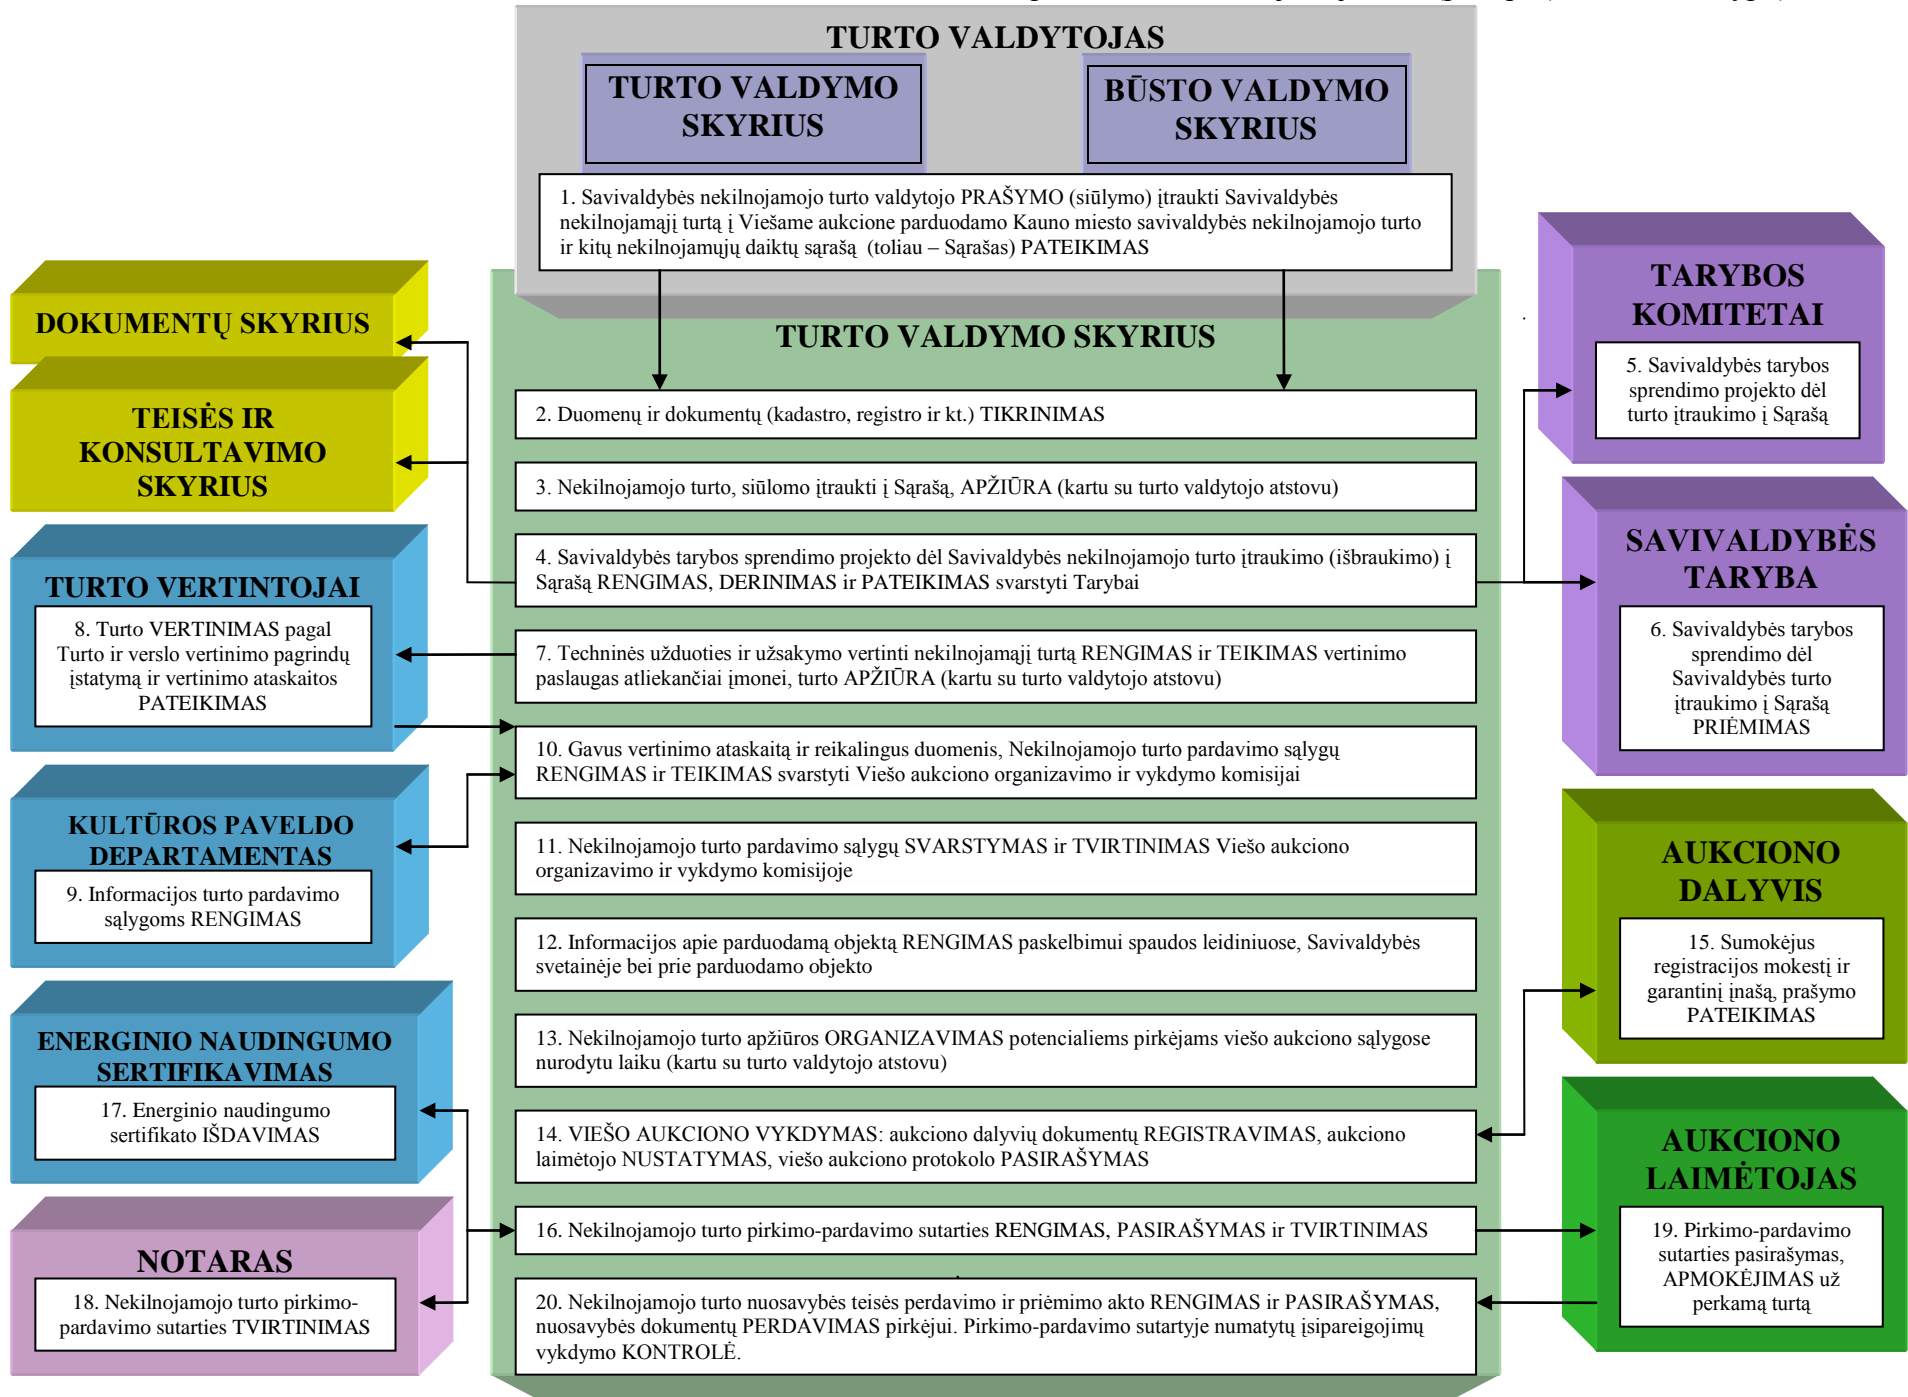 TURTO VALDYTOJAS
TURTO VALDYMO
SKYRIUS
BŪSTO VALDYMO
SKYRIUS
1. Savivaldybės nekilnojamojo turto valdytojo PRAŠYMO (siūlymo) įtraukti Savivaldybės
nekilnojamąjį turtą į Viešame aukcione parduodamo Kauno miesto savivaldybės nekilnojamojo turto
ir kitų nekilnojamųjų daiktų sąrašą (toliau – Sąrašas) PATEIKIMAS
DOKUMENTŲ SKYRIUS
TEISĖS IR
KONSULTAVIMO
SKYRIUS
TURTO VALDYMO SKYRIUS
2. Duomenų ir dokumentų (kadastro, registro ir kt.) TIKRINIMAS
3. Nekilnojamojo turto, siūlomo įtraukti į Sąrašą, APŽIŪRA (kartu su turto valdytojo atstovu)
4. Savivaldybės tarybos sprendimo projekto dėl Savivaldybės nekilnojamojo turto įtraukimo (išbraukimo) į
Sąrašą RENGIMAS, DERINIMAS ir PATEIKIMAS svarstyti Tarybai
TARYBOS
KOMITETAI
5. Savivaldybės tarybos
sprendimo projekto dėl
turto įtraukimo į Sąrašą
SAVIVALDYBĖS
TARYBA
6. Savivaldybės tarybos
sprendimo dėl
Savivaldybės turto
įtraukimo į Sąrašą
PRIĖMIMAS
7. Techninės užduoties ir užsakymo vertinti nekilnojamąjį turtą RENGIMAS ir TEIKIMAS vertinimo
paslaugas atliekančiai įmonei, turto APŽIŪRA (kartu su turto valdytojo atstovu)
TURTO VERTINTOJAI
8. Turto VERTINIMAS pagal
Turto ir verslo vertinimo pagrindų
įstatymą ir vertinimo ataskaitos
PATEIKIMAS
KULTŪROS PAVELDO
DEPARTAMENTAS
9. Informacijos turto pardavimo
sąlygoms RENGIMAS
10. Gavus vertinimo ataskaitą ir reikalingus duomenis, Nekilnojamojo turto pardavimo sąlygų
RENGIMAS ir TEIKIMAS svarstyti Viešo aukciono organizavimo ir vykdymo komisijai
11. Nekilnojamojo turto pardavimo sąlygų SVARSTYMAS ir TVIRTINIMAS Viešo aukciono
organizavimo ir vykdymo komisijoje
12. Informacijos apie parduodamą objektą RENGIMAS paskelbimui spaudos leidiniuose, Savivaldybės
svetainėje bei prie parduodamo objekto
13. Nekilnojamojo turto apžiūros ORGANIZAVIMAS potencialiems pirkėjams viešo aukciono sąlygose
nurodytu laiku (kartu su turto valdytojo atstovu)
14. VIEŠO AUKCIONO VYKDYMAS: aukciono dalyvių dokumentų REGISTRAVIMAS, aukciono
laimėtojo NUSTATYMAS, viešo aukciono protokolo PASIRAŠYMAS
AUKCIONO
DALYVIS
15. Sumokėjus
registracijos mokestį ir
garantinį įnašą, prašymo
PATEIKIMAS
16. Nekilnojamojo turto pirkimo-pardavimo sutarties RENGIMAS, PASIRAŠYMAS ir TVIRTINIMAS
ENERGINIO NAUDINGUMO
SERTIFIKAVIMAS
17. Energinio naudingumo
sertifikato IŠDAVIMAS
NOTARAS
18. Nekilnojamojo turto pirkimo-
pardavimo sutarties TVIRTINIMAS
AUKCIONO
LAIMĖTOJAS
19. Pirkimo-pardavimo
sutarties pasirašymas,
APMOKĖJIMAS už
perkamą turtą
20. Nekilnojamojo turto nuosavybės teisės perdavimo ir priėmimo akto RENGIMAS ir PASIRAŠYMAS,
nuosavybės dokumentų PERDAVIMAS pirkėjui. Pirkimo-pardavimo sutartyje numatytų įsipareigojimų
vykdymo KONTROLĖ.